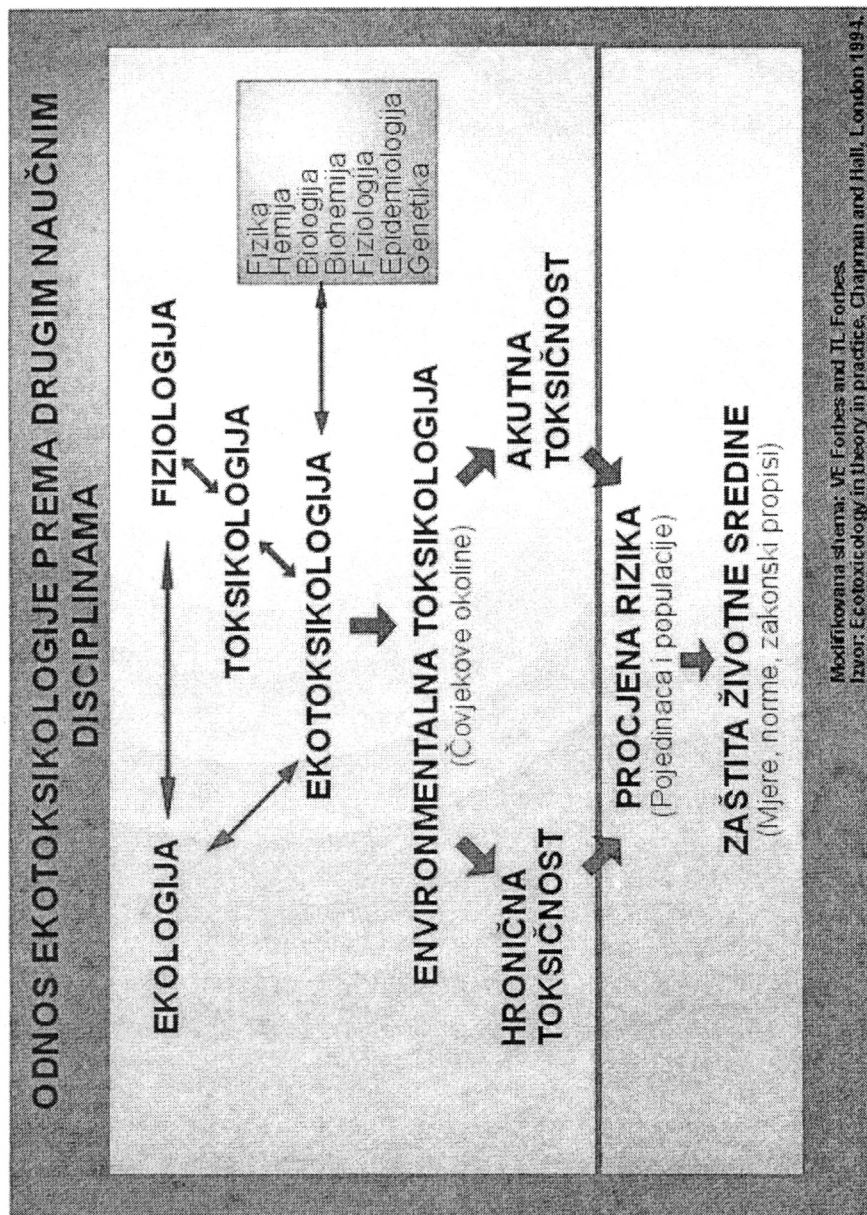 ODNOS EKOTOKSIKOLOGIJE PREMA DRUGIM NAUČNIM
DISCIPLINAMA
EKOLOGIJA
FIZIOLOGIJA
TOKSIKOLOGIJA
EKOTOKSIKOLOGIJA
Fizika
Hemija
Biologija
Biohemija
Fiziologija
Epidemiologija
Genetika
ENVIRONMENTALNA TOKSIKOLOGIJA
(Čovjekove okoline)
HRONIČNA
TOKSIČNOST
AKUTNA
TOKSIČNOST
PROCJENA RIZIKA
(Pojedinaca i populacije)
ZAŠTITA ŽIVOTNE SREDINE
(Mjere, norme, zakonski propisi)
Modifikovana shema: VE Forbes and TL Forbes.
Izvor: Ecotoxicology in theory in practice, Chapman and Hall, London 1994.